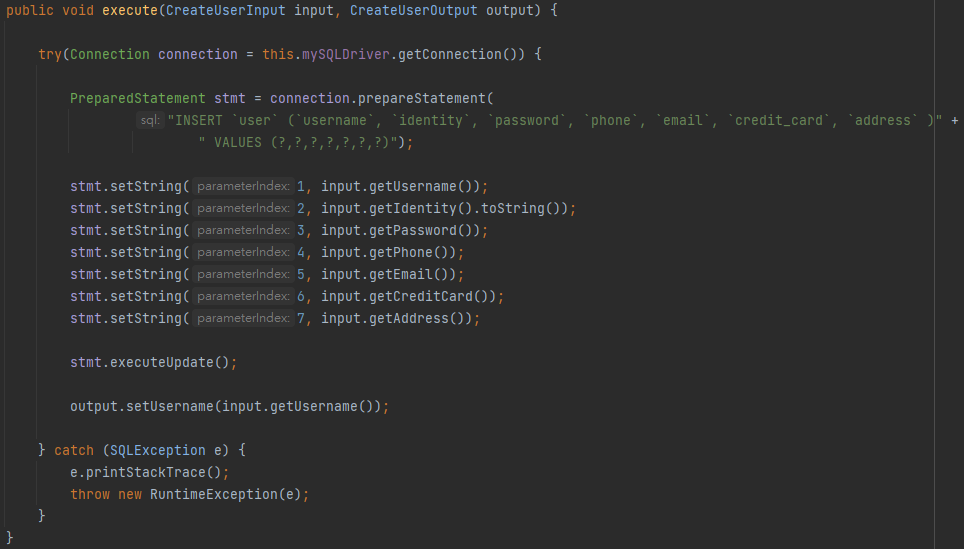 public void execute(CreateUserInput input, CreateUserOutput output) {
try(Connection connection = this.mySQLDriver.getConnection()) {
PreparedStatement stmt = connection.prepareStatement(
sql: "INSERT `user` (`username`, `identity`, `password`, `phone`, `email`, `credit_card`, `address` )" +
" VALUES (?,?,?,?,?,?,?)");
stmt.setString( parameterIndex: 1, input.getUsername());
stmt.setString( parameterIndex: 2, input.getIdentity().toString());
stmt.setString( parameterIndex: 3, input.getPassword());
stmt.setString( parameterIndex: 4, input.getPhone());
stmt.setString( parameterIndex: 5, input.getEmail());
stmt.setString( parameterIndex: 6, input.getCreditCard());
stmt.setString( parameterIndex: 7, input.getAddress());
stmt.executeUpdate();
output.setUsername(input.getUsername());
} catch (SQLException e) {
e.printStackTrace();
throw new RuntimeException(e);
}
}